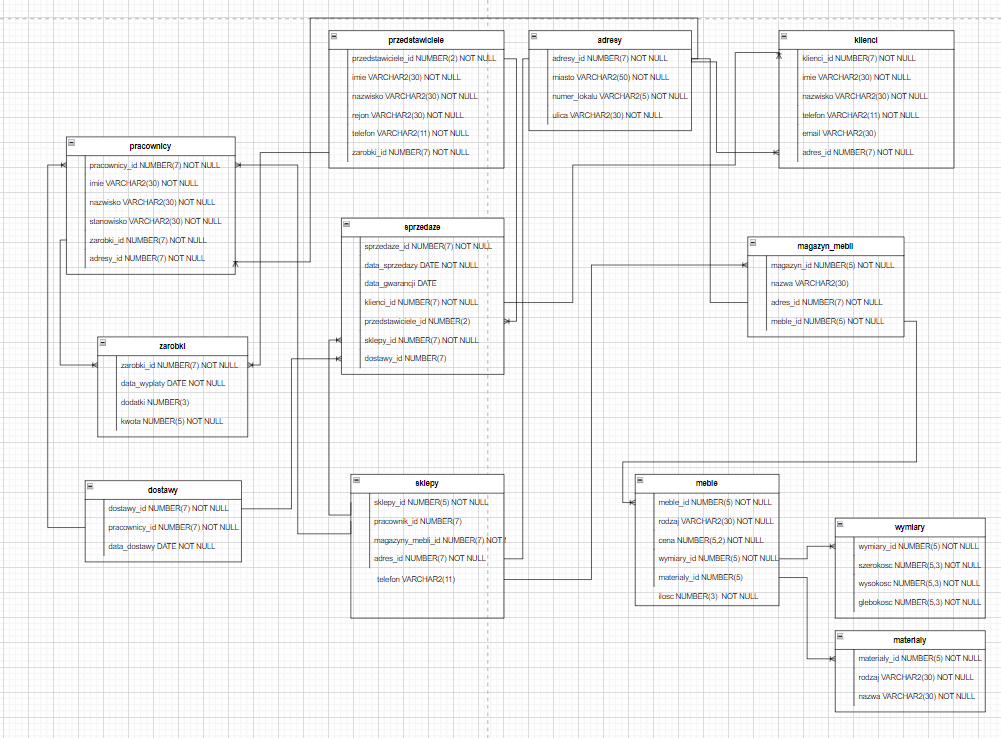 przedstawiciele
przedstawiciele_id NUMBER(2) NOT NULL
imie VARCHAR2(30) NOT NULL
nazwisko VARCHAR2(30) NOT NULL
rejon VARCHAR2(30) NOT NULL
telefon VARCHAR2(11) NOT NULL
zarobki_id NUMBER(7) NOT NULL
adresy
adresy_id NUMBER(7) NOT NULL
miasto VARCHAR2(50) NOT NULL
numer_lokalu VARCHAR2(5) NOT NULL
ulica VARCHAR2(30) NOT NULL
klienci
klienci_id NUMBER(7) NOT NULL
imie VARCHAR2(30) NOT NULL
nazwisko VARCHAR2(30) NOT NULL
telefon VARCHAR2(11) NOT NULL
email VARCHAR2(30)
adres_id NUMBER(7) NOT NULL
pracownicy
pracownicy_id NUMBER(7) NOT NULL
imie VARCHAR2(30) NOT NULL
nazwisko VARCHAR2(30) NOT NULL
stanowisko VARCHAR2(30) NOT NULL
zarobki_id NUMBER(7) NOT NULL
adresy_id NUMBER(7) NOT NULL
sprzedaze
sprzedaze_id NUMBER(7) NOT NULL
data_sprzedazy DATE NOT NULL
data_gwarancji DATE
klienci_id NUMBER(7) NOT NULL
przedstawiciele_id NUMBER(2)
sklepy_id NUMBER(7) NOT NULL
dostawy_id NUMBER(7)
magazyn_mebli
magazyn_id NUMBER(5) NOT NULL
nazwa VARCHAR2(30)
adres_id NUMBER(7) NOT NULL
meble_id NUMBER(5) NOT NULL
zarobki
zarobki_id NUMBER(7) NOT NULL
data_wyplaty DATE NOT NULL
dodatki NUMBER(3)
kwota NUMBER(5) NOT NULL
dostawy
dostawy_id NUMBER(7) NOT NULL
pracownicy_id NUMBER(7) NOT NULL
data_dostawy DATE NOT NULL
sklepy
sklepy_id NUMBER(5) NOT NULL
pracownik_id NUMBER(7)
magazyny_mebli_id NUMBER(7) NOT
adres_id NUMBER(7) NOT NULL
telefon VARCHAR2(11)
meble
meble_id NUMBER(5) NOT NULL
rodzaj VARCHAR2(30) NOT NULL
cena NUMBER(5,2) NOT NULL
wymiary_id NUMBER(5) NOT NULL
materialy_id NUMBER(5)
ilosc NUMBER(3) NOT NULL
wymiary
wymiary_id NUMBER(5) NOT NULL
szerokosc NUMBER(5,3) NOT NULL
wysokosc NUMBER(5,3) NOT NULL
glebokosc NUMBER(5,3) NOT NULL
materialy
materialy_id NUMBER(5) NOT NULL
rodzaj VARCHAR2(30) NOT NULL
nazwa VARCHAR2(30) NOT NULL